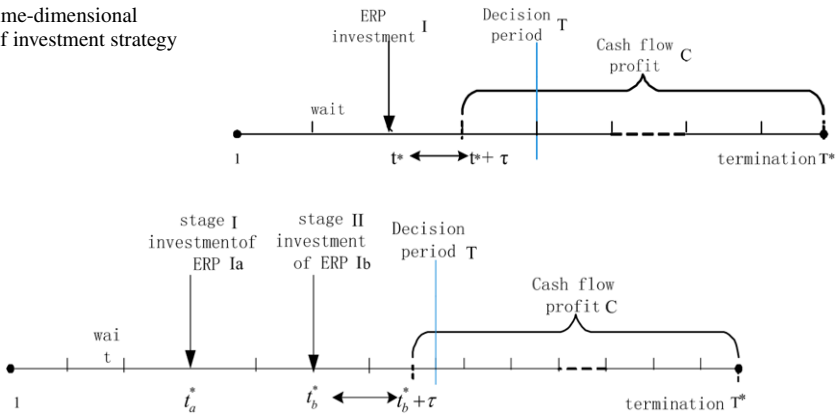 me-dimensional
f investment strategy
ERP
investment I
Decision
period T
Cash flow
profit C
wait
1
t* t*+ τ
termination T*
stage I
investmentof
ERP Ia
stage II
investment
of ERP Ib
Decision
period T
Cash flow
profit C
wai
t
1
t*a
t*b
t*b+τ
termination T*